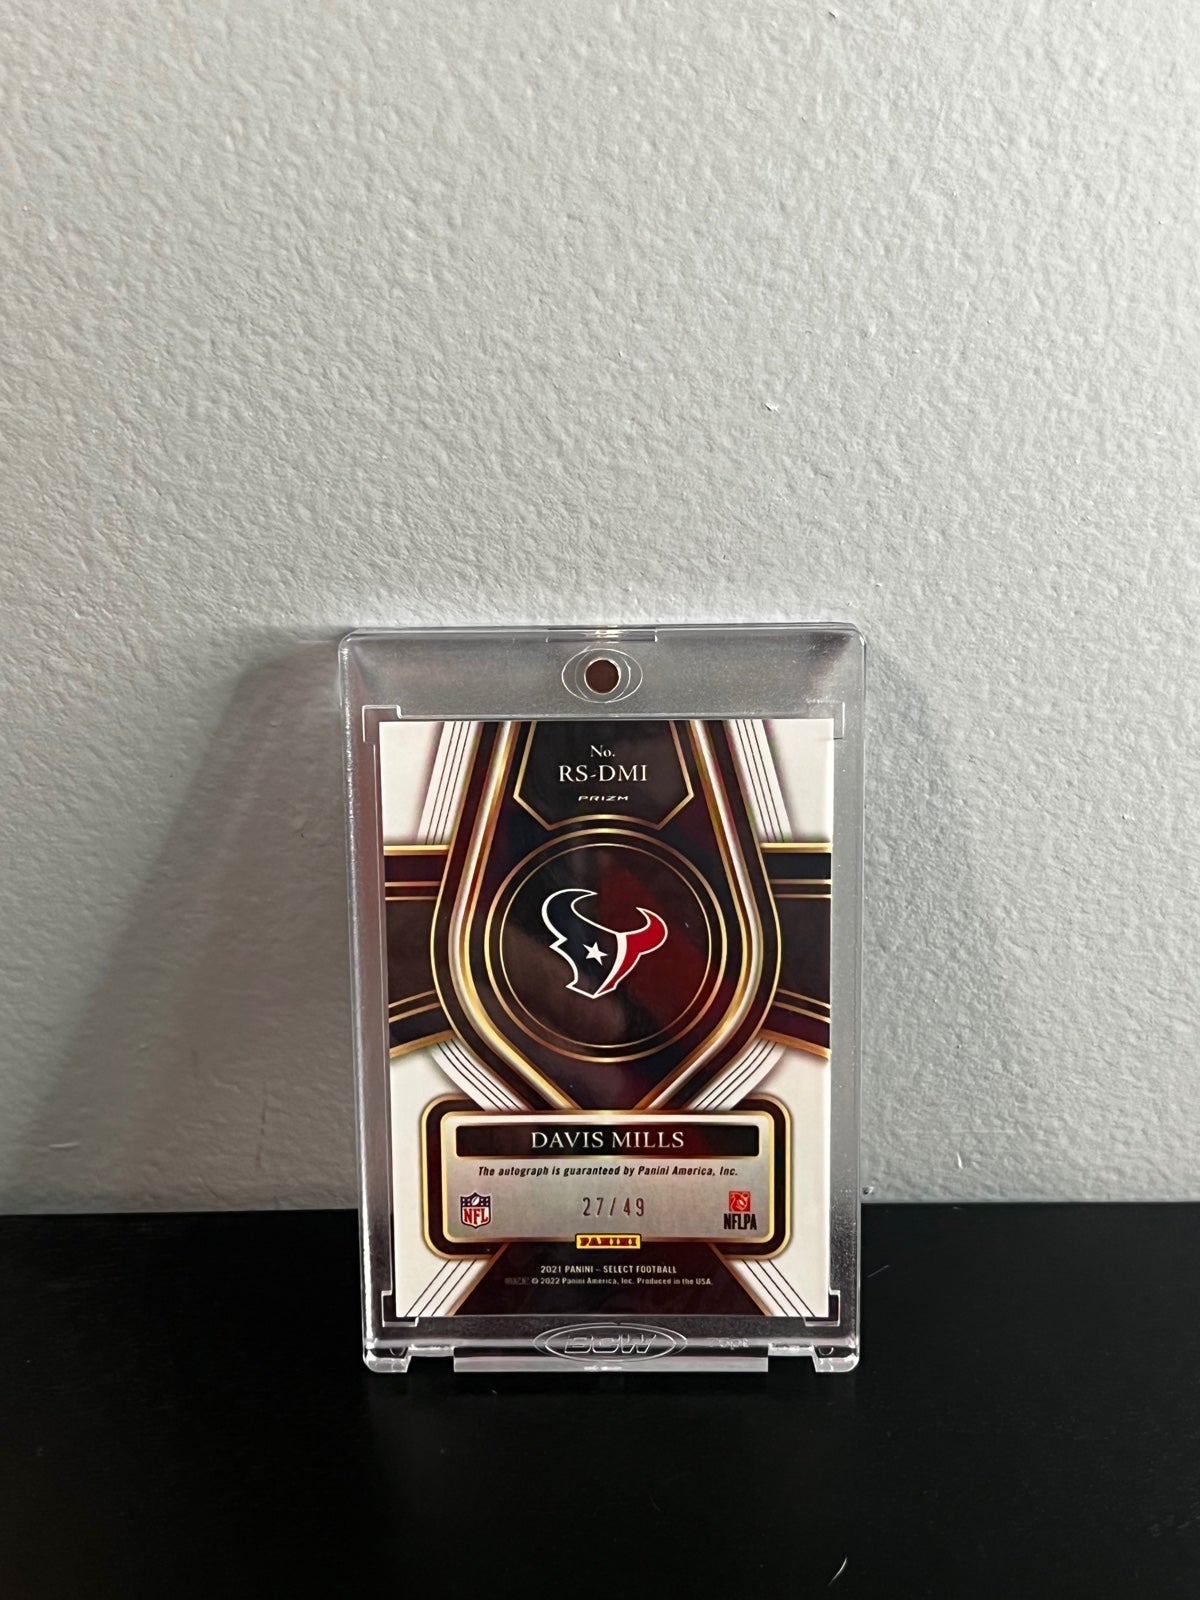 No.
RS-DMI
PRIZM
DAVIS MILLS
The autograph is guaranteed by Panini America, Inc.
27/49
NFL
NFLPA
PANINI
2021 PANINI – SELECT FOOTBALL
© 2022 Panini America, Inc. Produced in the USA.
BCW